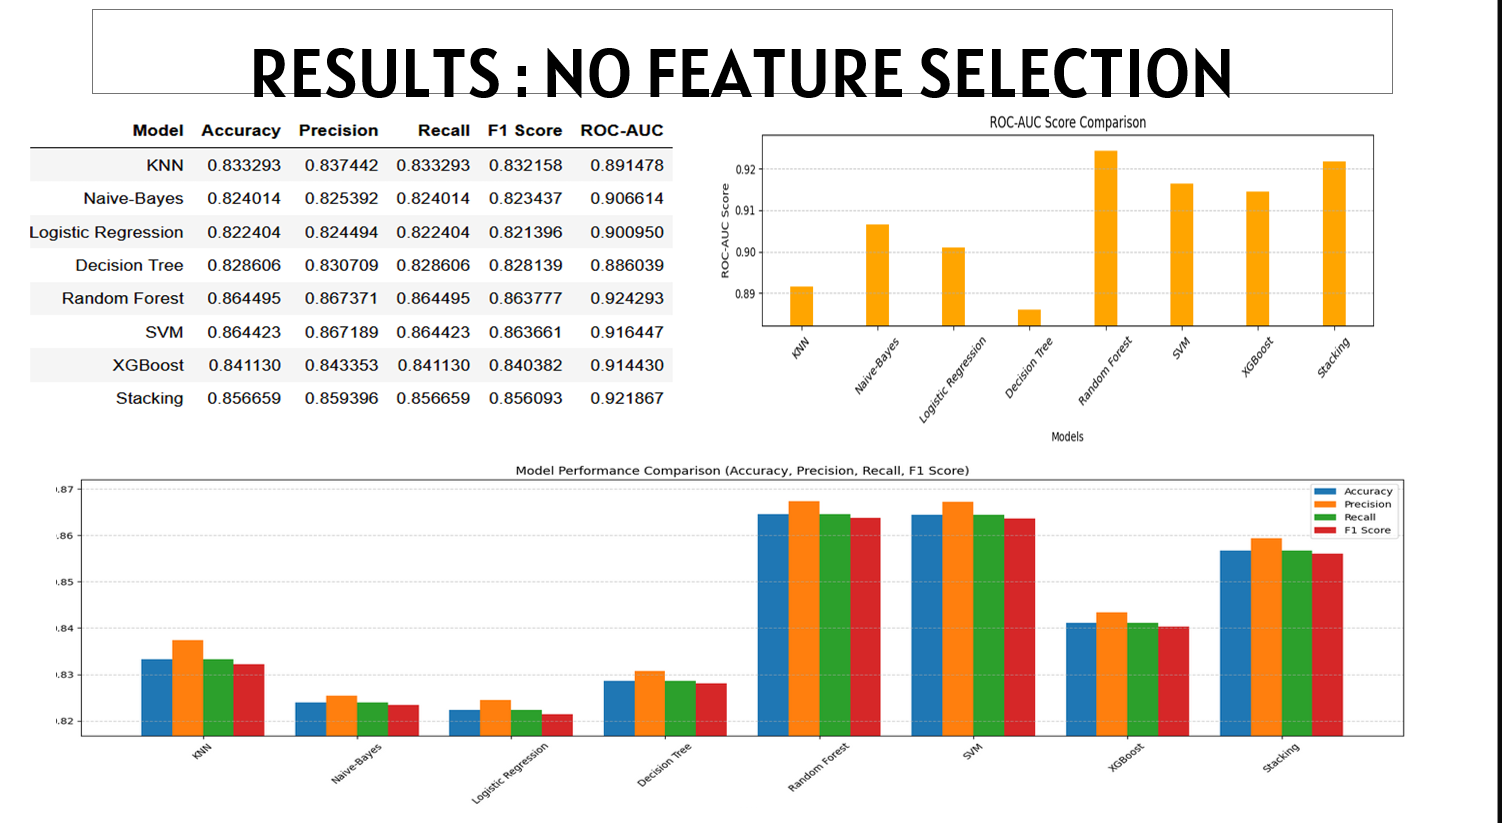 RESULTS : NO FEATURE SELECTION
Model Accuracy Precision Recall F1 Score ROC-AUC
KNN 0.833293 0.837442 0.833293 0.832158 0.891478
Naive-Bayes 0.824014 0.825392 0.824014 0.823437 0.906614
Logistic Regression 0.822404 0.824494 0.822404 0.821396 0.900950
Decision Tree 0.828606 0.830709 0.828606 0.828139 0.886039
Random Forest 0.864495 0.867371 0.864495 0.863777 0.924293
SVM 0.864423 0.867189 0.864423 0.863661 0.916447
XGBoost 0.841130 0.843353 0.841130 0.840382 0.914430
Stacking 0.856659 0.859396 0.856659 0.856093 0.921867
ROC-AUC Score Comparison
ROC-AUC Score
0.92
0.91
0.90
0.89
KNN Naive-Bayes Logistic Regression Decision Tree Random Forest SVM XGBoost Stacking
Models
Model Performance Comparison (Accuracy, Precision, Recall, F1 Score)
.87
.86
.85
.84
.83
.82
Accuracy
Precision
Recall
F1 Score
KNN Naive-Bayes Logistic Regression Decision Tree Random Forest SVM XGBoost Stacking